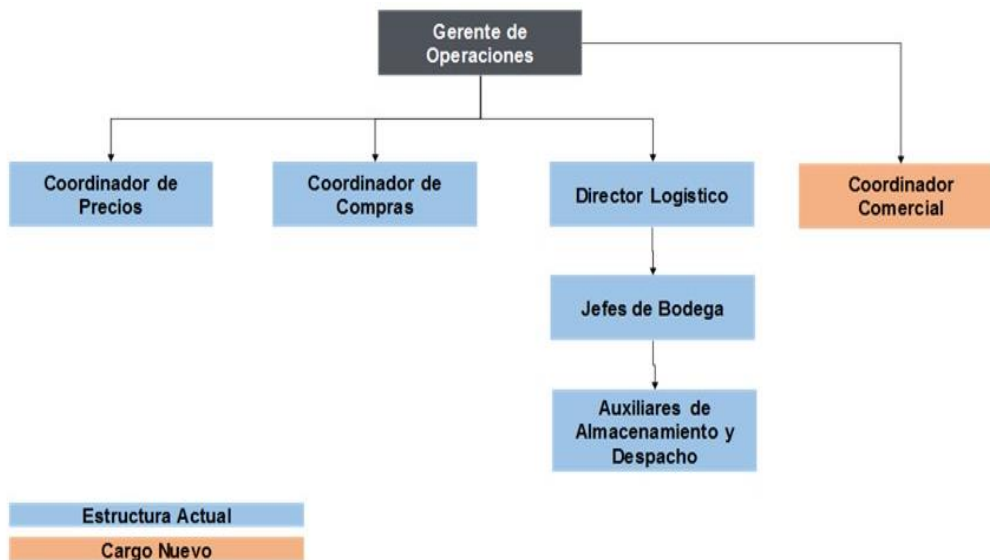 Gerente de
Operaciones
Coordinador de
Precios
Coordinador de
Compras
Director Logístico
Coordinador
Comercial
Jefes de Bodega
Auxiliares de
Almacenamiento y
Despacho
Estructura Actual
Cargo Nuevo